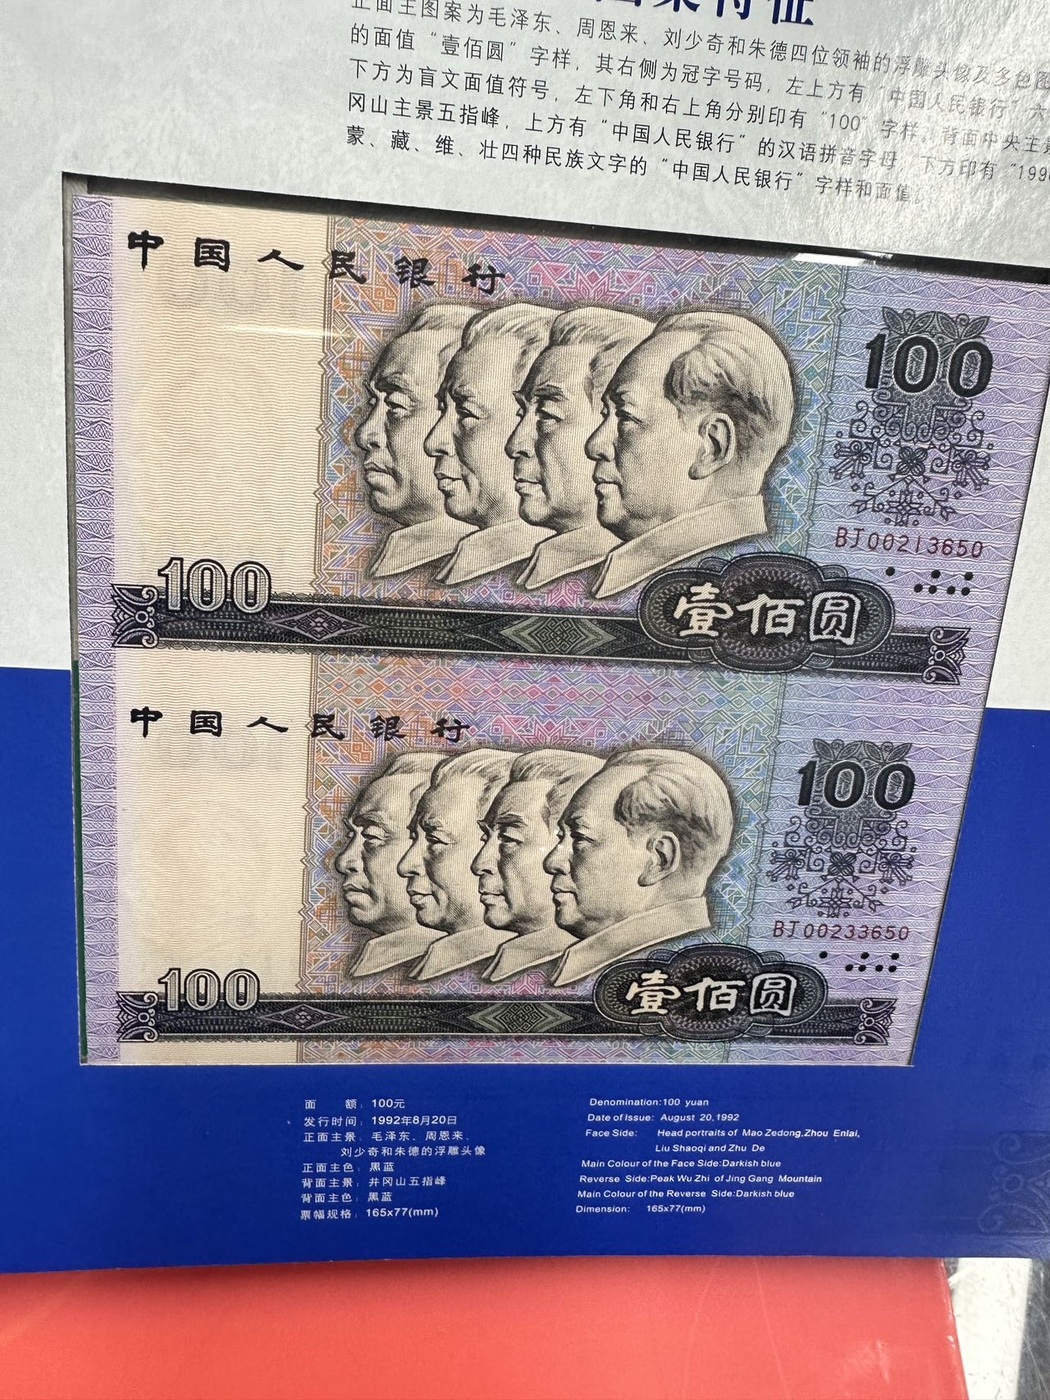 正面主图案为毛泽东、周恩来、刘少奇和朱德四位领袖的浮雕头像及多色图
的面值“壹佰圆”字样，其右侧为冠字号码，左上方有“中国人民银行”六
下方为盲文面值符号，左下角和右上角分别印有“100”字样。背面中央主景
冈山主景五指峰，上方有“中国人民银行”的汉语拼音字母，下方印有“1990
蒙、藏、维、壮四种民族文字的“中国人民银行”字样和面值。
中国人民银行
100
BJ00213650
100
壹佰圆
中国人民银行
100
BJ00233650
100
壹佰圆
面 额：100元
发行时间：1992年8月20日
正面主景：毛泽东、周恩来、
刘少奇和朱德的浮雕头像
正面主色：黑蓝
背面主景：井冈山五指峰
背面主色：黑蓝
票幅规格：165x77(mm)
Denomination:100 yuan
Date of Issue: August 20,1992
Face Side: Head portraits of Mao Zedong,Zhou Enlai,
Liu Shaoqi and Zhu De
Main Colour of the Face Side:Darkish blue
Reverse Side:Peak Wu Zhi of Jing Gang Mountain
Main Colour of the Reverse Side:Darkish blue
Dimension: 165x77(mm)